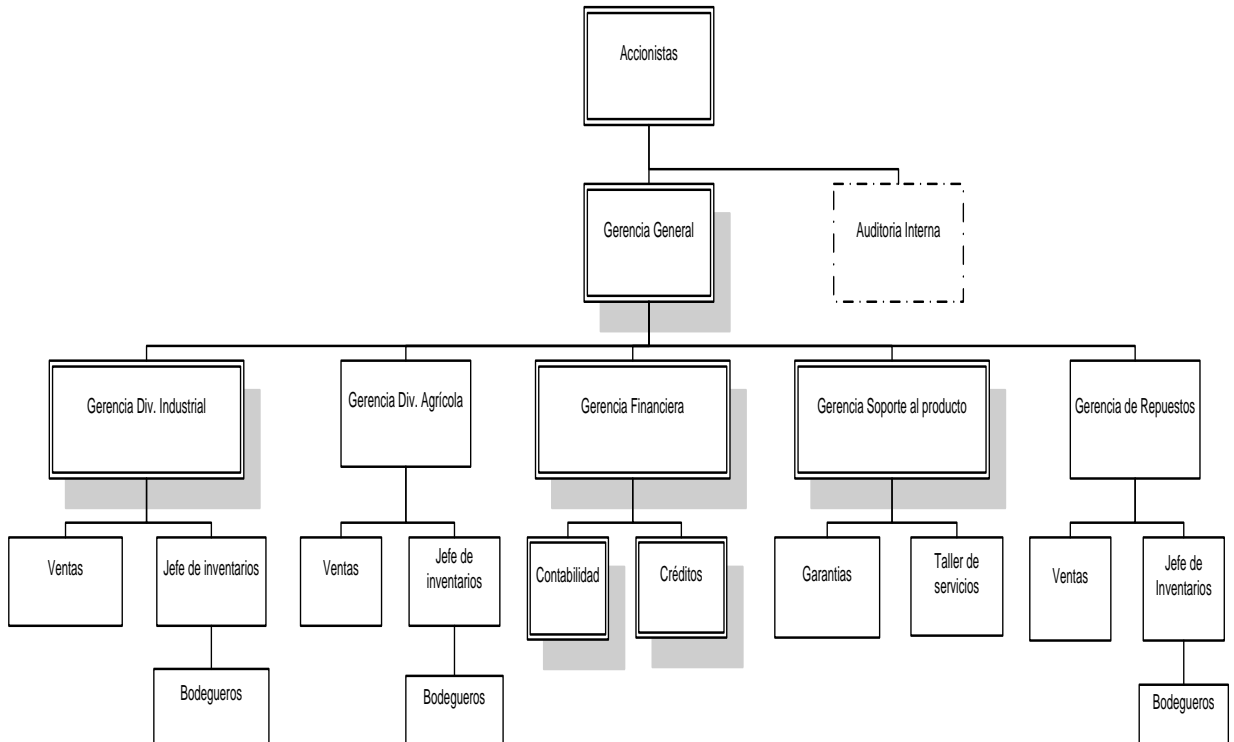 Accionistas
Gerencia General
Auditoria Interna
Gerencia Div. Industrial
Gerencia Div. Agrícola
Gerencia Financiera
Gerencia Soporte al producto
Gerencia de Repuestos
Ventas
Jefe de inventarios
Ventas
Jefe de
inventarios
Contabilidad
Créditos
Garantias
Taller de
servicios
Ventas
Jefe de
Inventarios
Bodegueros
Bodegueros
Bodegueros